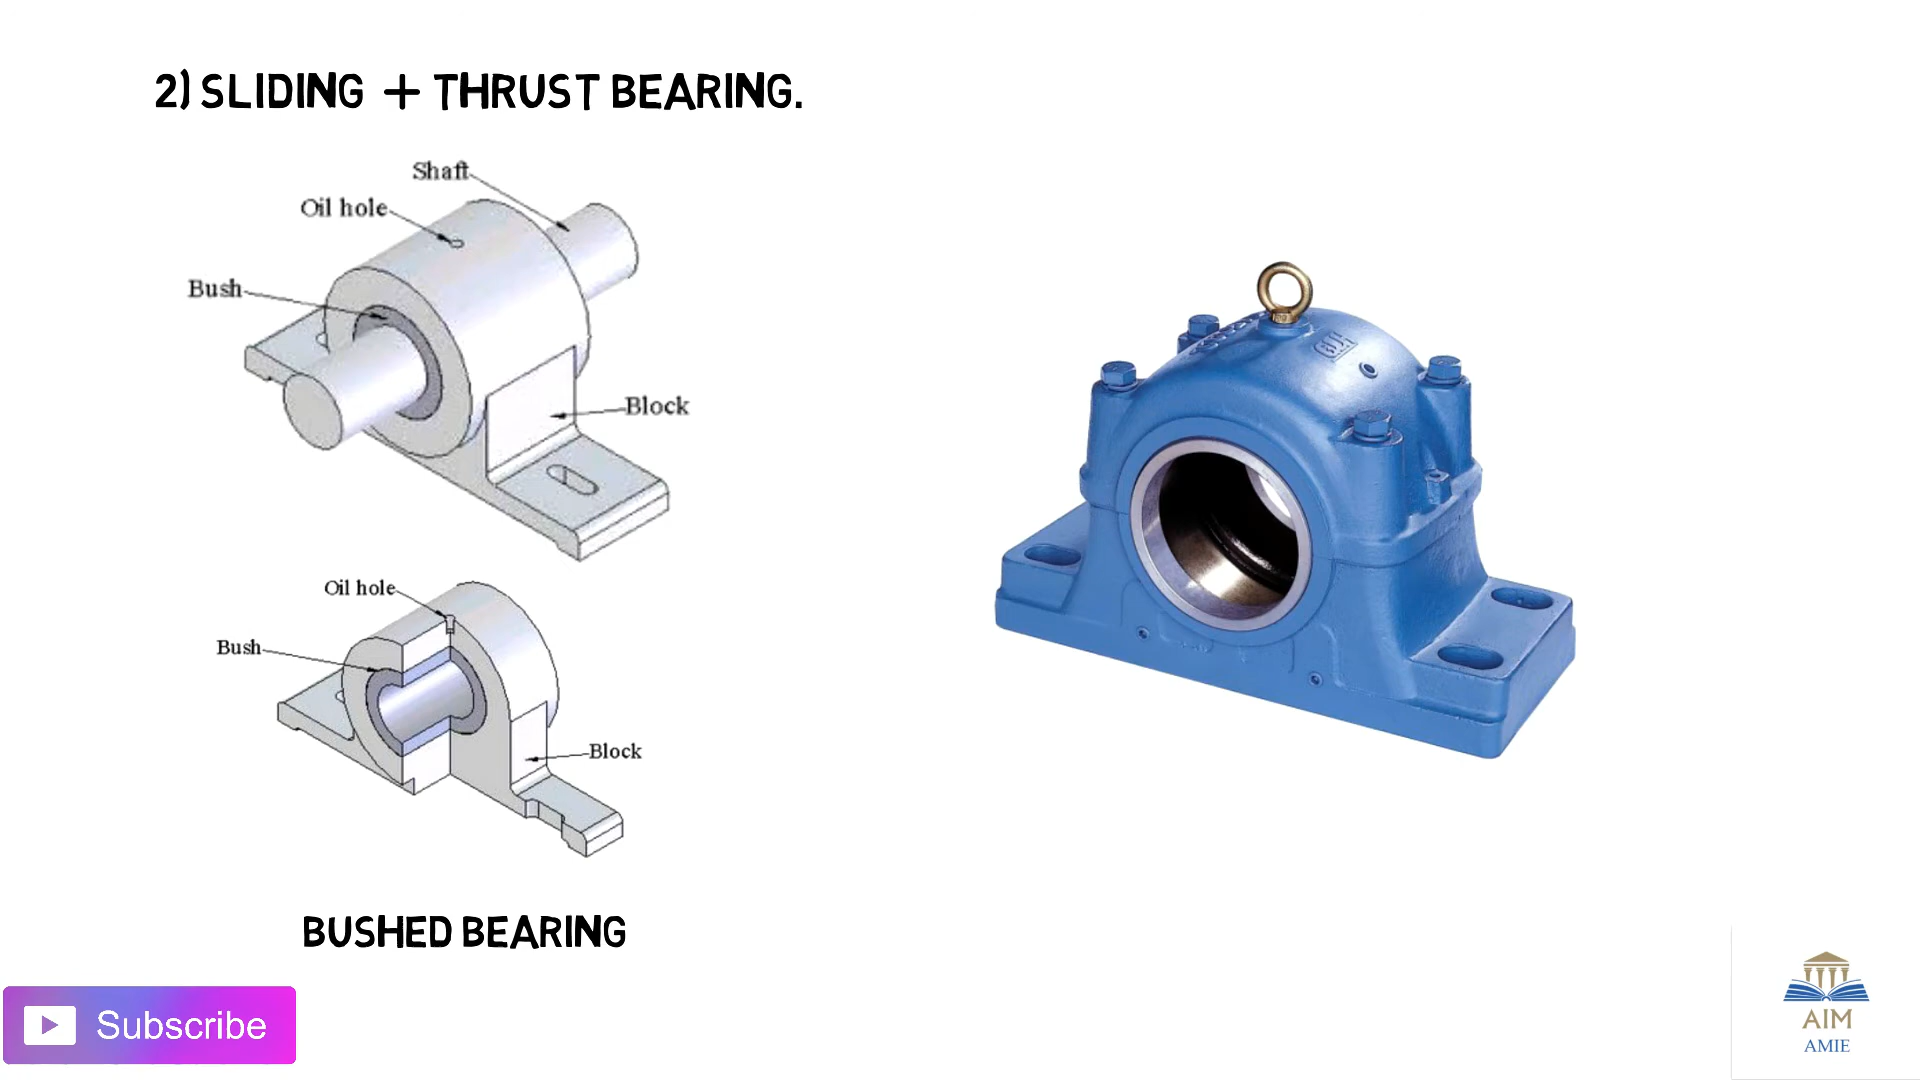 2) SLIDING + THRUST BEARING.
Shaft
Oil hole
Bush
Block
Oil hole
Bush
Block
BUSHED BEARING
Subscribe
AIM
AMIE